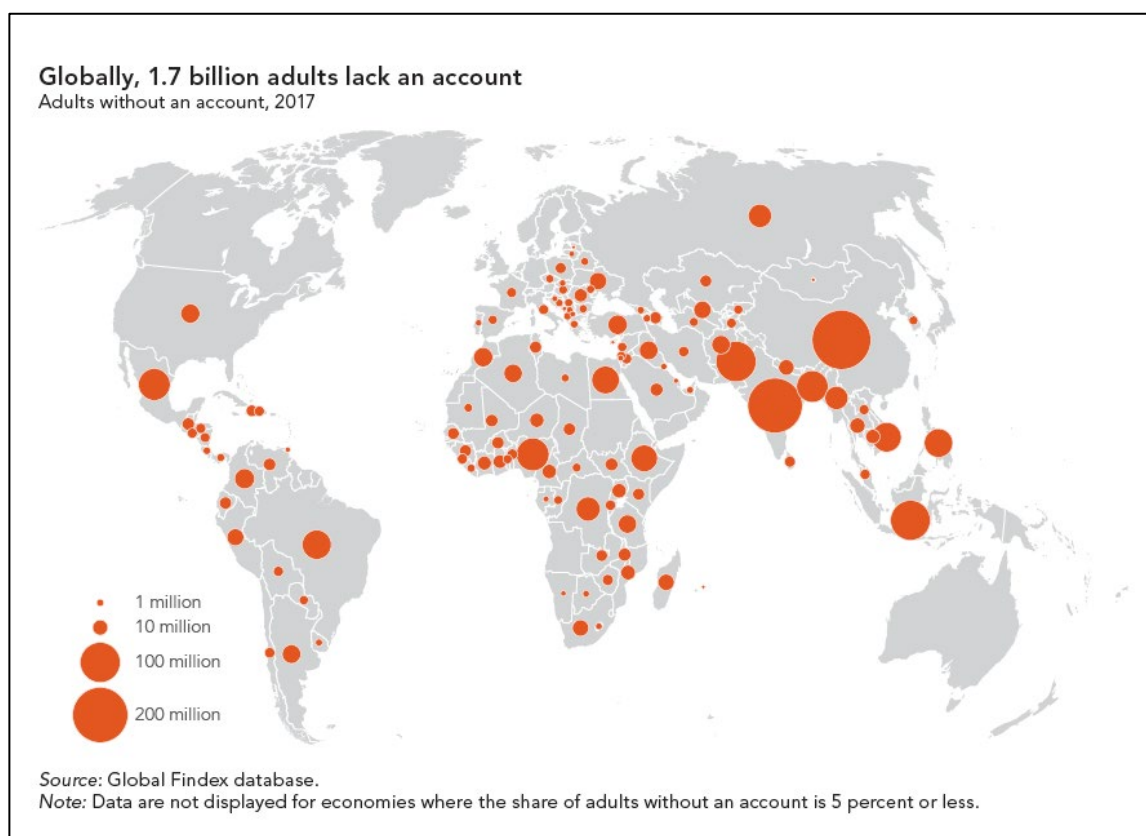 Globally, 1.7 billion adults lack an account
Adults without an account, 2017
1 million
10 million
100 million
200 million
Source: Global Findex database.
Note: Data are not displayed for economies where the share of adults without an account is 5 percent or less.